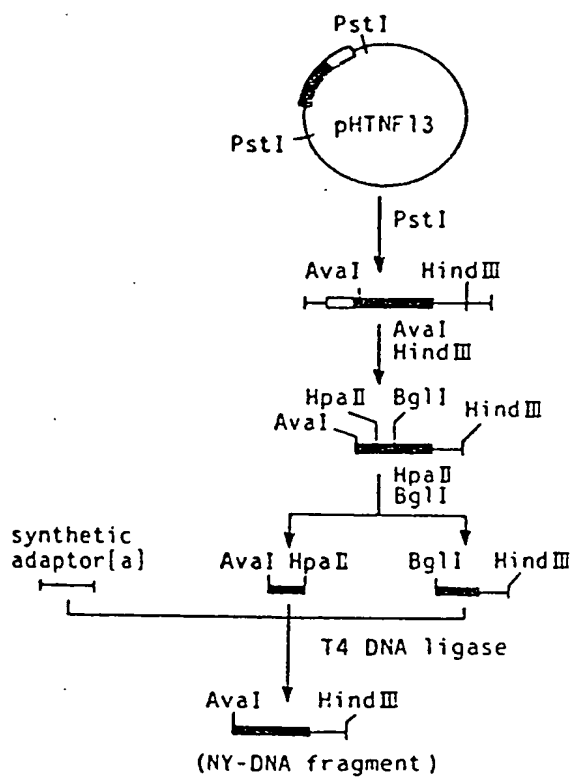 PstI
pHTNF13
PstI
PstI
AvaI HindⅢ
AvaI
HindⅢ
HpaⅡ BglI
AvaI HindⅢ
HpaⅡ
BglI
synthetic
adaptor[a]
AvaI HpaⅡ BglI HindⅢ
T4 DNA ligase
AvaI HindⅢ
(NY-DNA fragment)